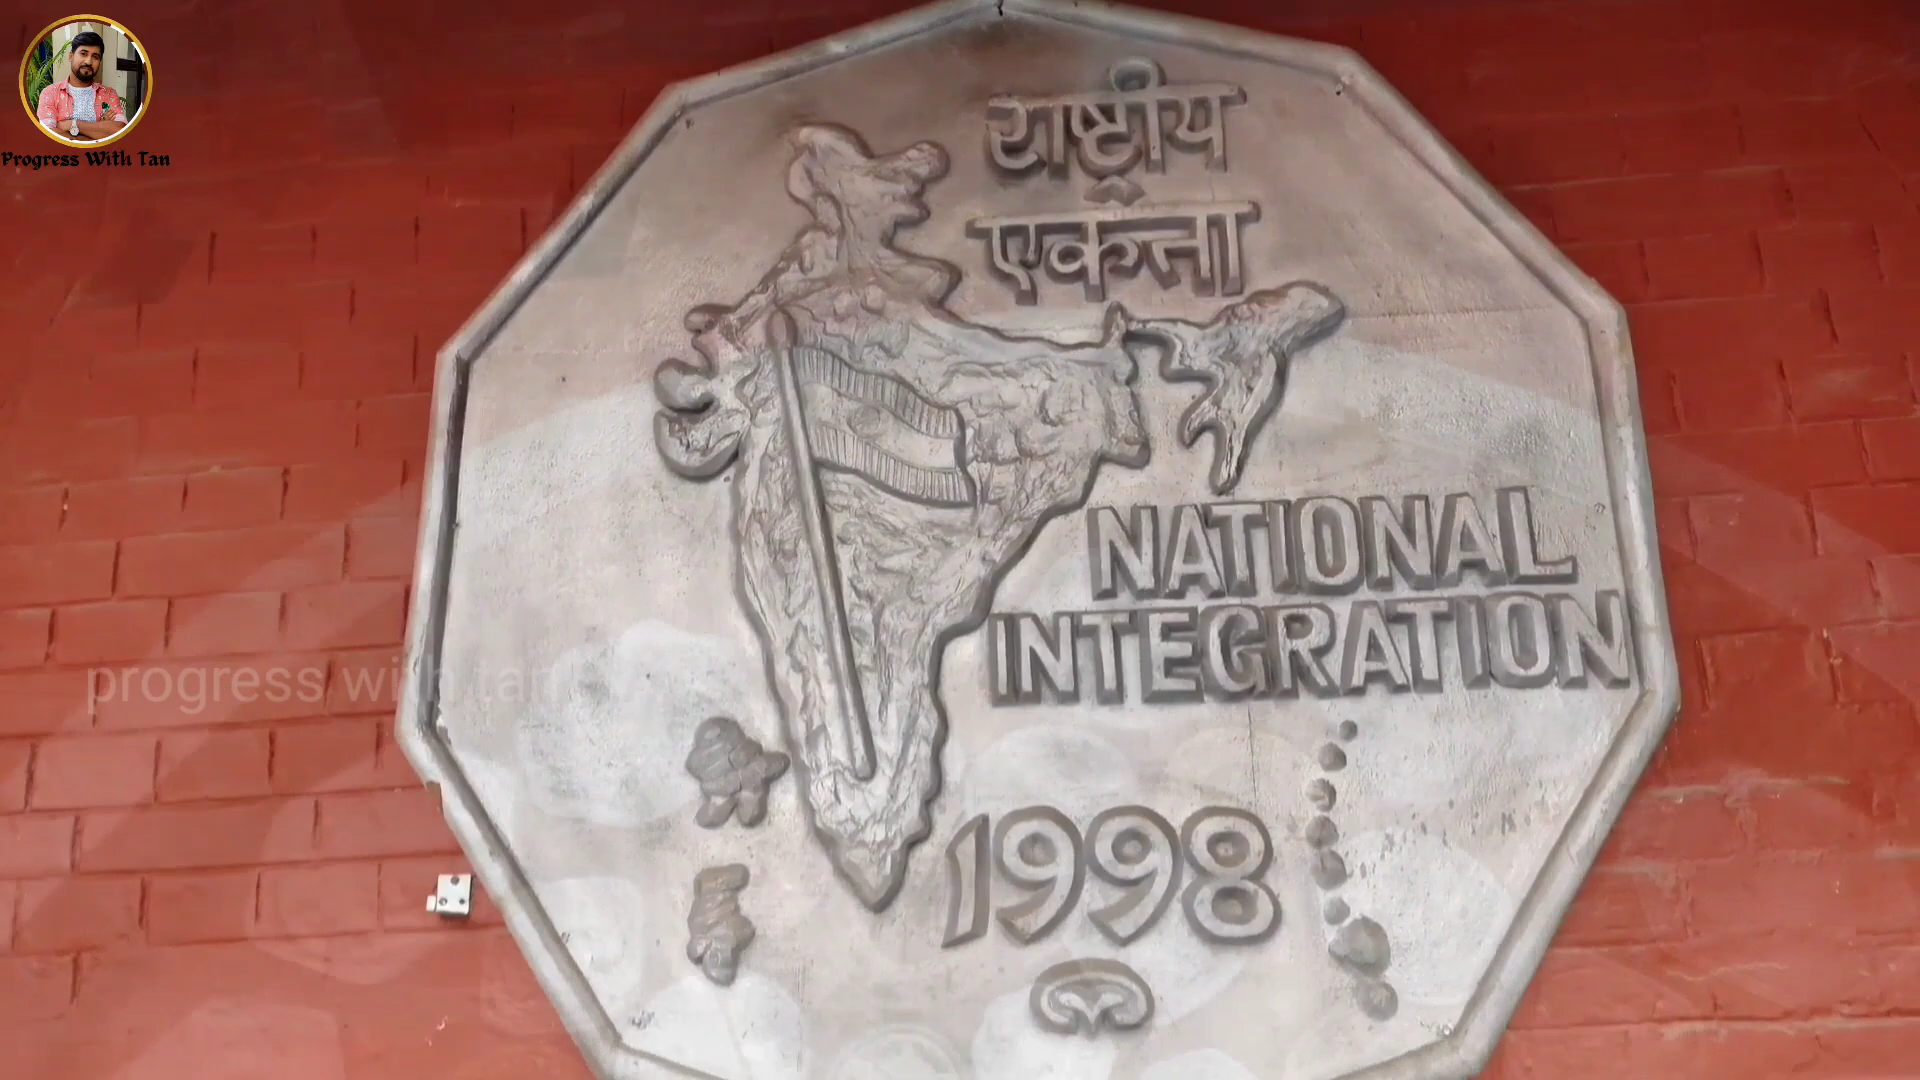 Progress With Tan
राष्ट्रीय
एकता
NATIONAL
INTEGRATION
progress with tan
1998